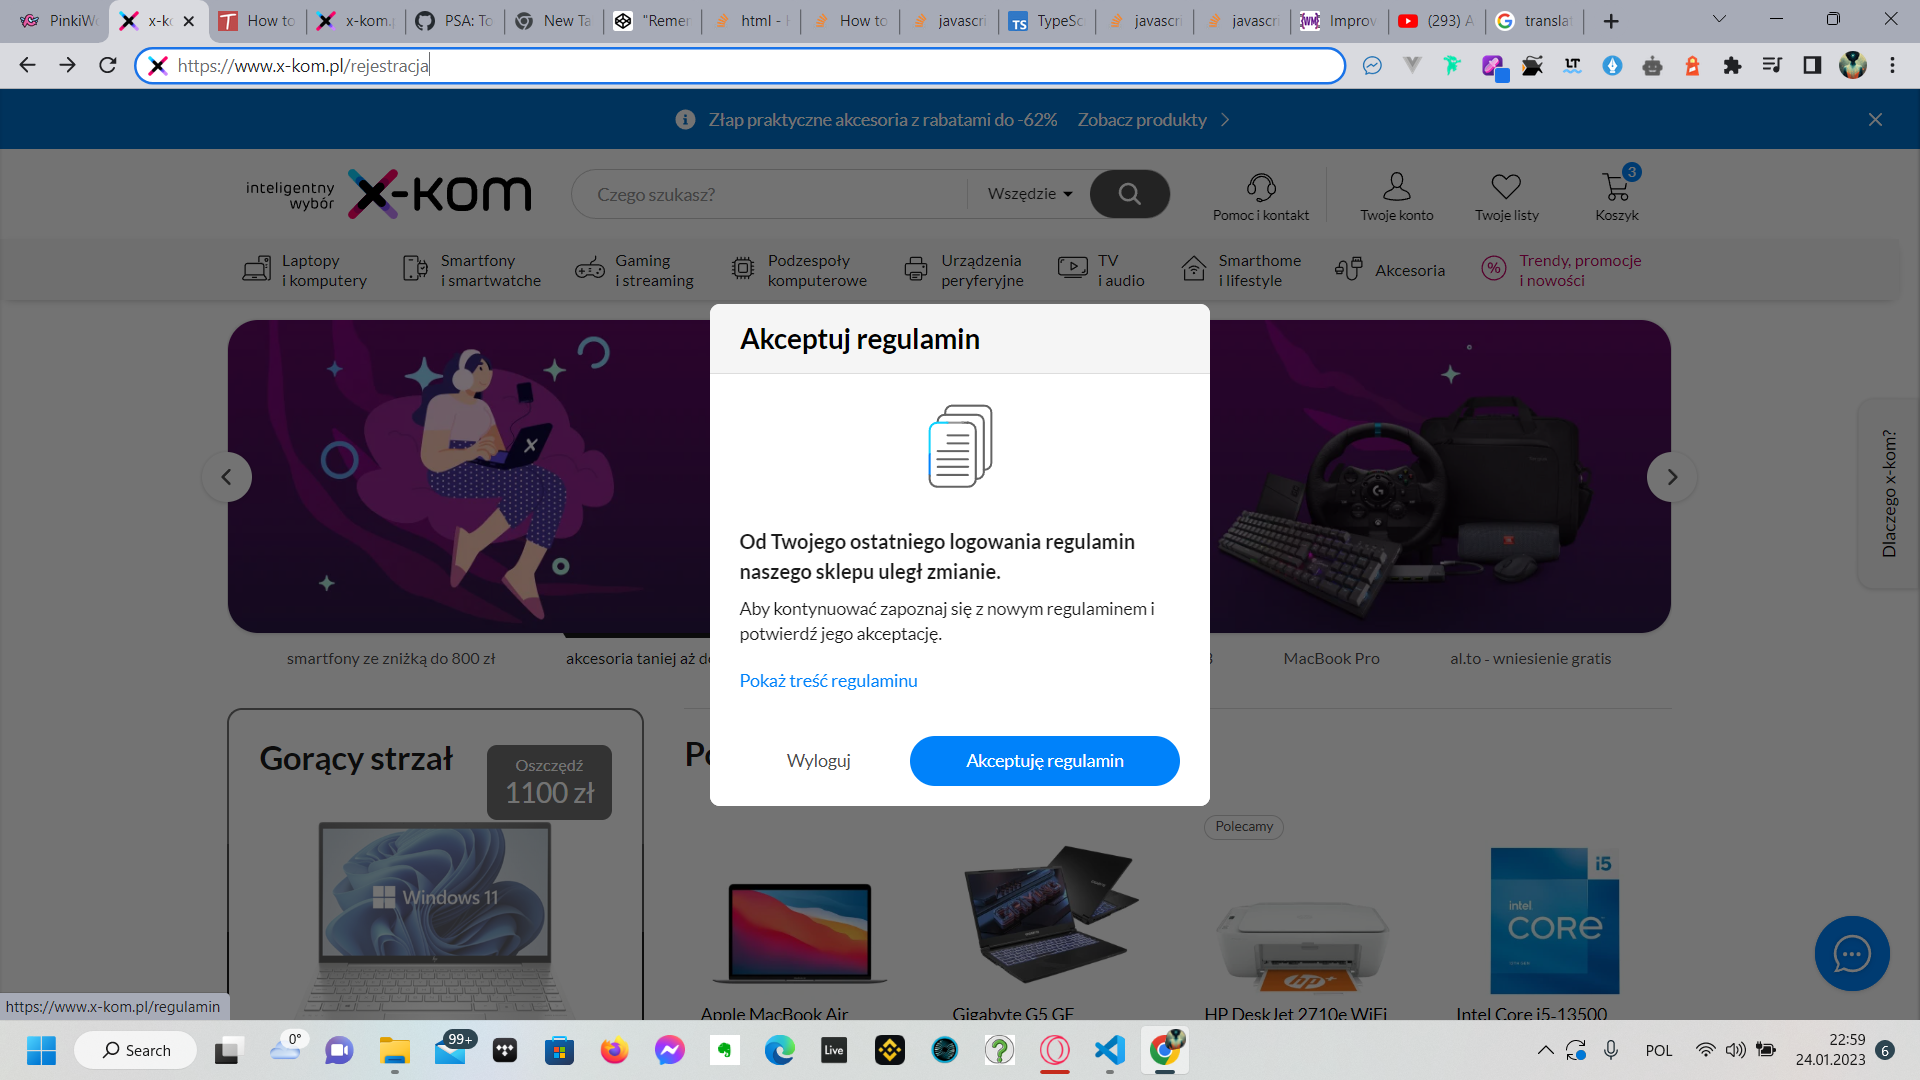 PinkiW
x-k
How to
x-kom.
PSA: To
New Ta
"Remer
html -
How to
javascri
TypeSc
javascri
javascri
Improv
(293) A
translat
https://www.x-kom.pl/rejestracja
Złap praktyczne akcesoria z rabatami do -62% Zobacz produkty
inteligentny
wybór
x-kom
Czego szukasz?
Wszędzie
Pomoc i kontakt
Twoje konto
Twoje listy
3
Koszyk
Laptopy
i komputery
Smartfony
i smartwatche
Gaming
i streaming
Podzespoły
komputerowe
Urządzenia
peryferyjne
TV
i audio
Smarthome
i lifestyle
Akcesoria
Trendy, promocje
i nowości
Akceptuj regulamin
Od Twojego ostatniego logowania regulamin
naszego sklepu uległ zmianie.
Aby kontynuować zapoznaj się z nowym regulaminem i
potwierdź jego akceptację.
Pokaż treść regulaminu
Wyloguj
Akceptuję regulamin
Dlaczego x-kom?
smartfony ze zniżką do 800 zł
akcesoria taniej aż d
MacBook Pro
al.to - wniesienie gratis
Gorący strzał
Oszczędź
1100 zł
Windows 11
Polecamy
intel
CORE
i5
Apple MacBook Air
Gigabyte G5 GE
HP DeskJet 2710e WiFi
Intel Core i5-13500
https://www.x-kom.pl/regulamin
Search
0°
99+
Live
POL
22:59
24.01.2023
6